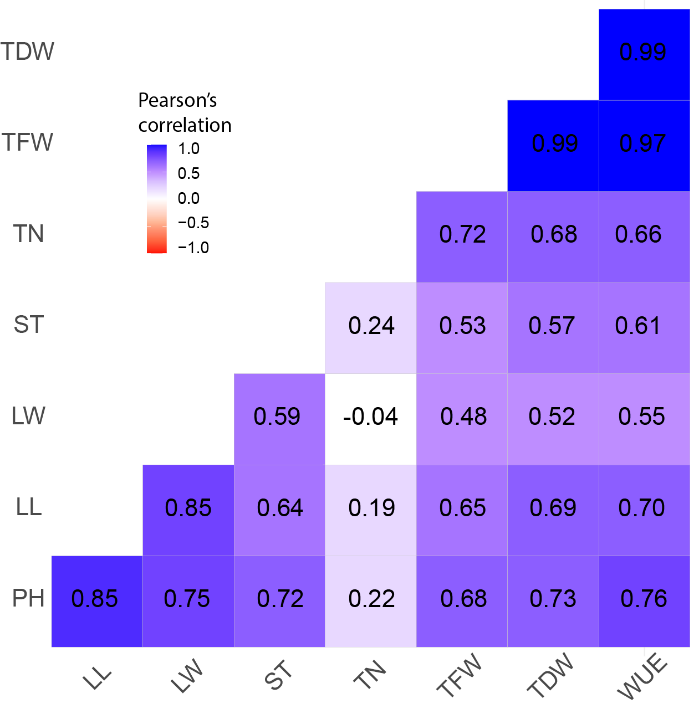 TDW 0.99
Pearson's
correlation
TFW 0.99 0.97
1.0
0.5
0.0
−0.5
−1.0
TN 0.72 0.68 0.66
ST 0.24 0.53 0.57 0.61
LW 0.59 -0.04 0.48 0.52 0.55
LL 0.85 0.64 0.19 0.65 0.69 0.70
PH 0.85 0.75 0.72 0.22 0.68 0.73 0.76
LL LW ST TN TFW TDW WUE